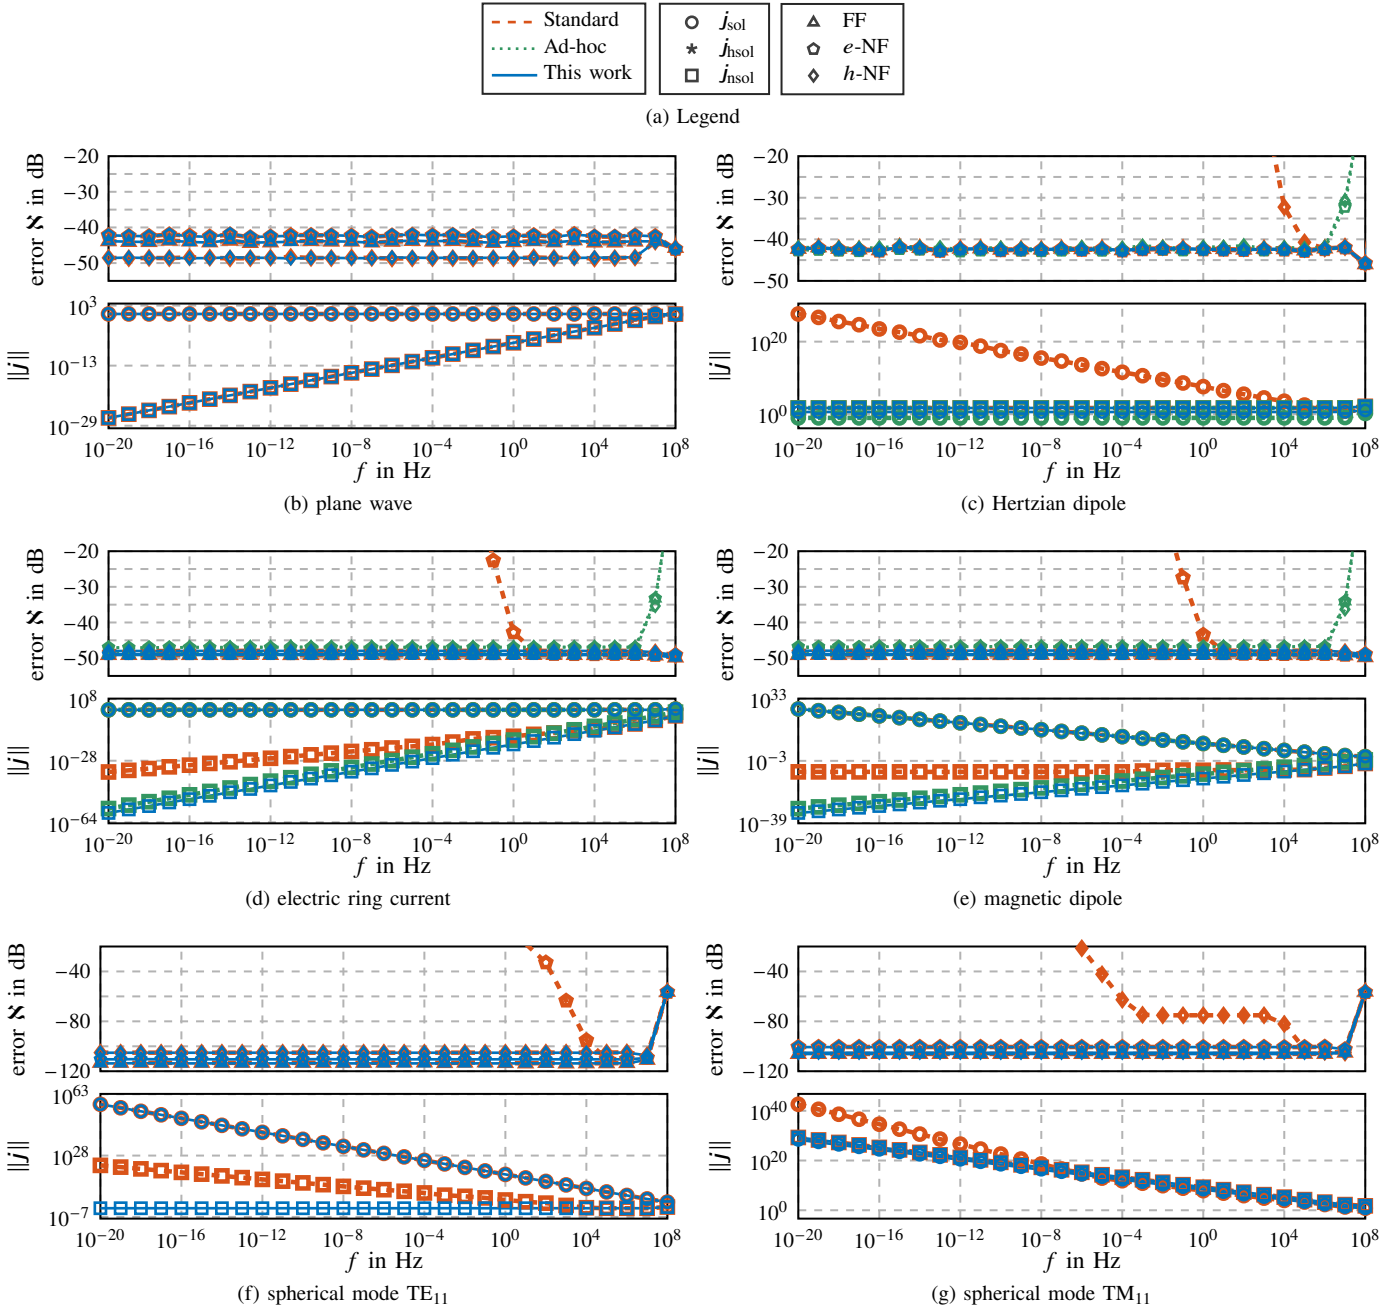 Standard
Ad-hoc
This work
j_sol
j_hsol
j_nsol
FF
e-NF
h-NF
(a) Legend
error ℵ in dB
−20
−30
−40
−50
‖j‖
10^3
10^−13
10^−29
10^−20 10^−16 10^−12 10^−8 10^−4 10^0 10^4 10^8
f in Hz
(b) plane wave
error ℵ in dB
−20
−30
−40
−50
‖j‖
10^20
10^0
10^−20 10^−16 10^−12 10^−8 10^−4 10^0 10^4 10^8
f in Hz
(c) Hertzian dipole
error ℵ in dB
−20
−30
−40
−50
‖j‖
10^8
10^−28
10^−64
10^−20 10^−16 10^−12 10^−8 10^−4 10^0 10^4 10^8
f in Hz
(d) electric ring current
error ℵ in dB
−20
−30
−40
−50
‖j‖
10^33
10^−3
10^−39
10^−20 10^−16 10^−12 10^−8 10^−4 10^0 10^4 10^8
f in Hz
(e) magnetic dipole
error ℵ in dB
−40
−80
−120
‖j‖
10^63
10^28
10^−7
10^−20 10^−16 10^−12 10^−8 10^−4 10^0 10^4 10^8
f in Hz
(f) spherical mode TE_11
error ℵ in dB
−40
−80
−120
‖j‖
10^40
10^20
10^0
10^−20 10^−16 10^−12 10^−8 10^−4 10^0 10^4 10^8
f in Hz
(g) spherical mode TM_11